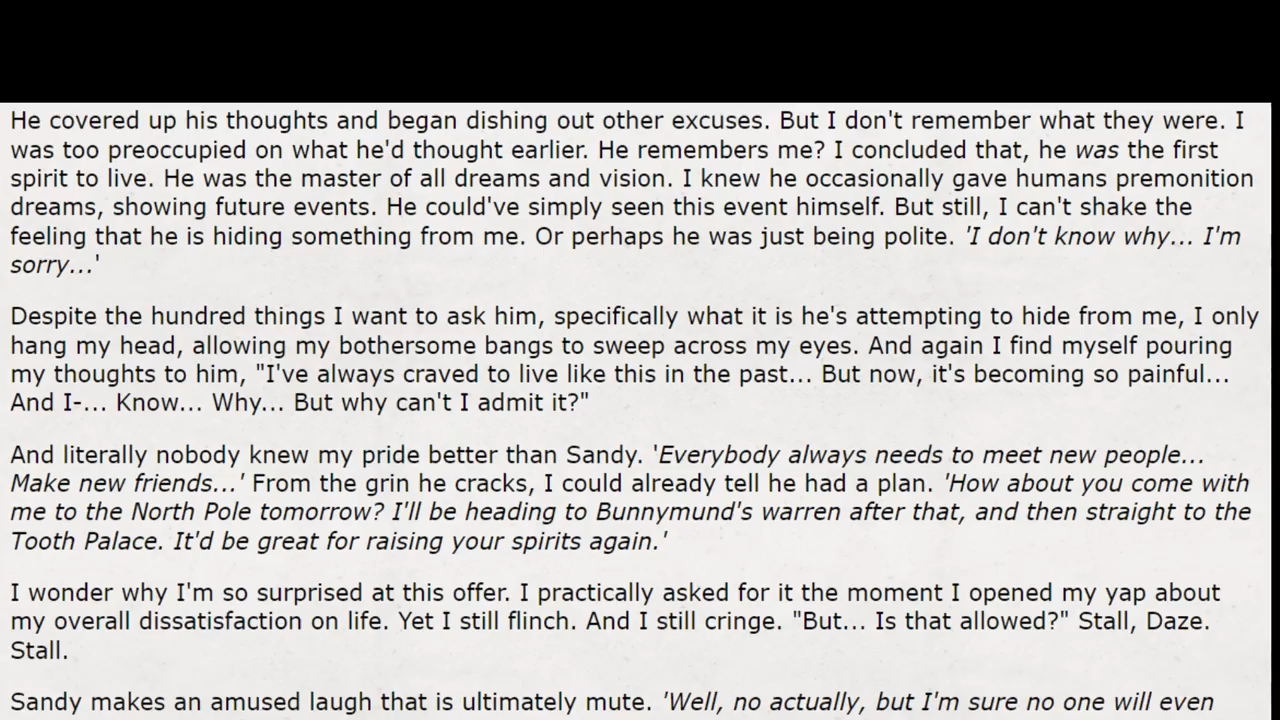 He covered up his thoughts and began dishing out other excuses. But I don't remember what they were. I
was too preoccupied on what he'd thought earlier. He remembers me? I concluded that, he was the first
spirit to live. He was the master of all dreams and vision. I knew he occasionally gave humans premonition
dreams, showing future events. He could've simply seen this event himself. But still, I can't shake the
feeling that he is hiding something from me. Or perhaps he was just being polite. 'I don't know why... I'm
sorry...'
Despite the hundred things I want to ask him, specifically what it is he's attempting to hide from me, I only
hang my head, allowing my bothersome bangs to sweep across my eyes. And again I find myself pouring
my thoughts to him, "I've always craved to live like this in the past... But now, it's becoming so painful...
And I-... Know... Why... But why can't I admit it?"
And literally nobody knew my pride better than Sandy. 'Everybody always needs to meet new people...
Make new friends...' From the grin he cracks, I could already tell he had a plan. 'How about you come with
me to the North Pole tomorrow? I'll be heading to Bunnymund's warren after that, and then straight to the
Tooth Palace. It'd be great for raising your spirits again.'
I wonder why I'm so surprised at this offer. I practically asked for it the moment I opened my yap about
my overall dissatisfaction on life. Yet I still flinch. And I still cringe. "But... Is that allowed?" Stall, Daze.
Stall.
Sandy makes an amused laugh that is ultimately mute. 'Well, no actually, but I'm sure no one will even